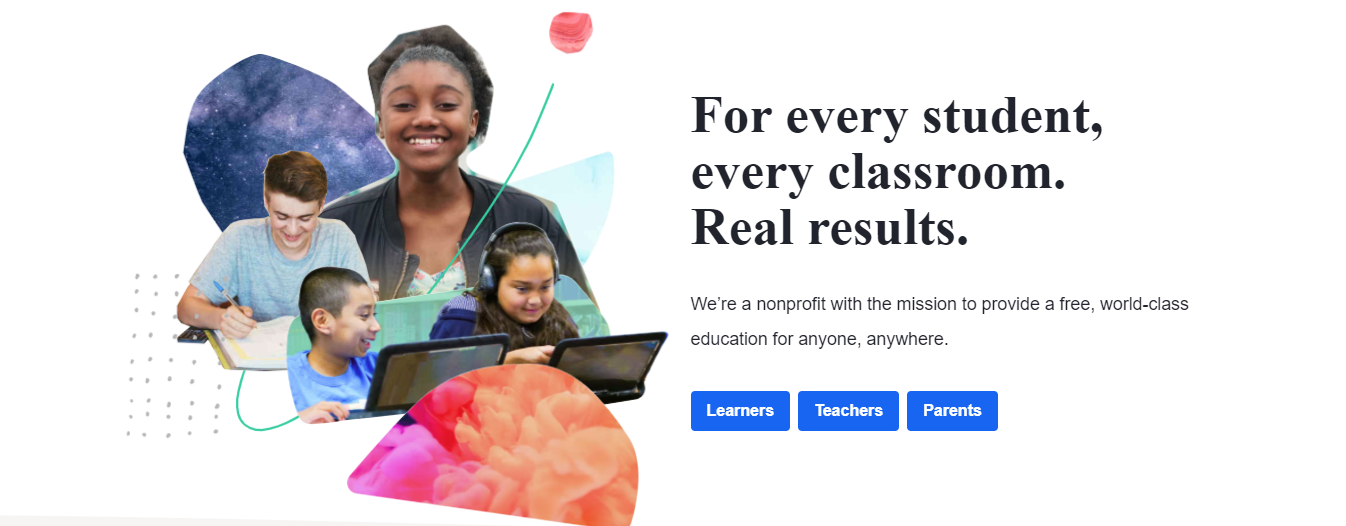 For every student,
every classroom.
Real results.
We’re a nonprofit with the mission to provide a free, world-class
education for anyone, anywhere.
Learners
Teachers
Parents